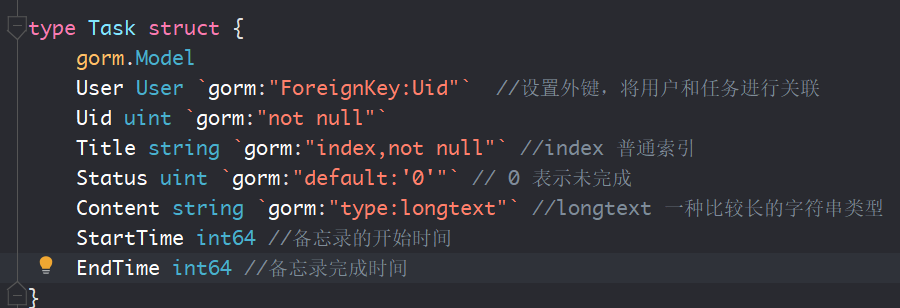 type Task struct {
    gorm.Model
    User User `gorm:"ForeignKey:Uid"`  //设置外键，将用户和任务进行关联
    Uid uint `gorm:"not null"`
    Title string `gorm:"index,not null"` //index 普通索引
    Status uint `gorm:"default:'0'"` // 0 表示未完成
    Content string `gorm:"type:longtext"` //longtext 一种比较长的字符串类型
    StartTime int64 //备忘录的开始时间
    EndTime int64 //备忘录完成时间
}